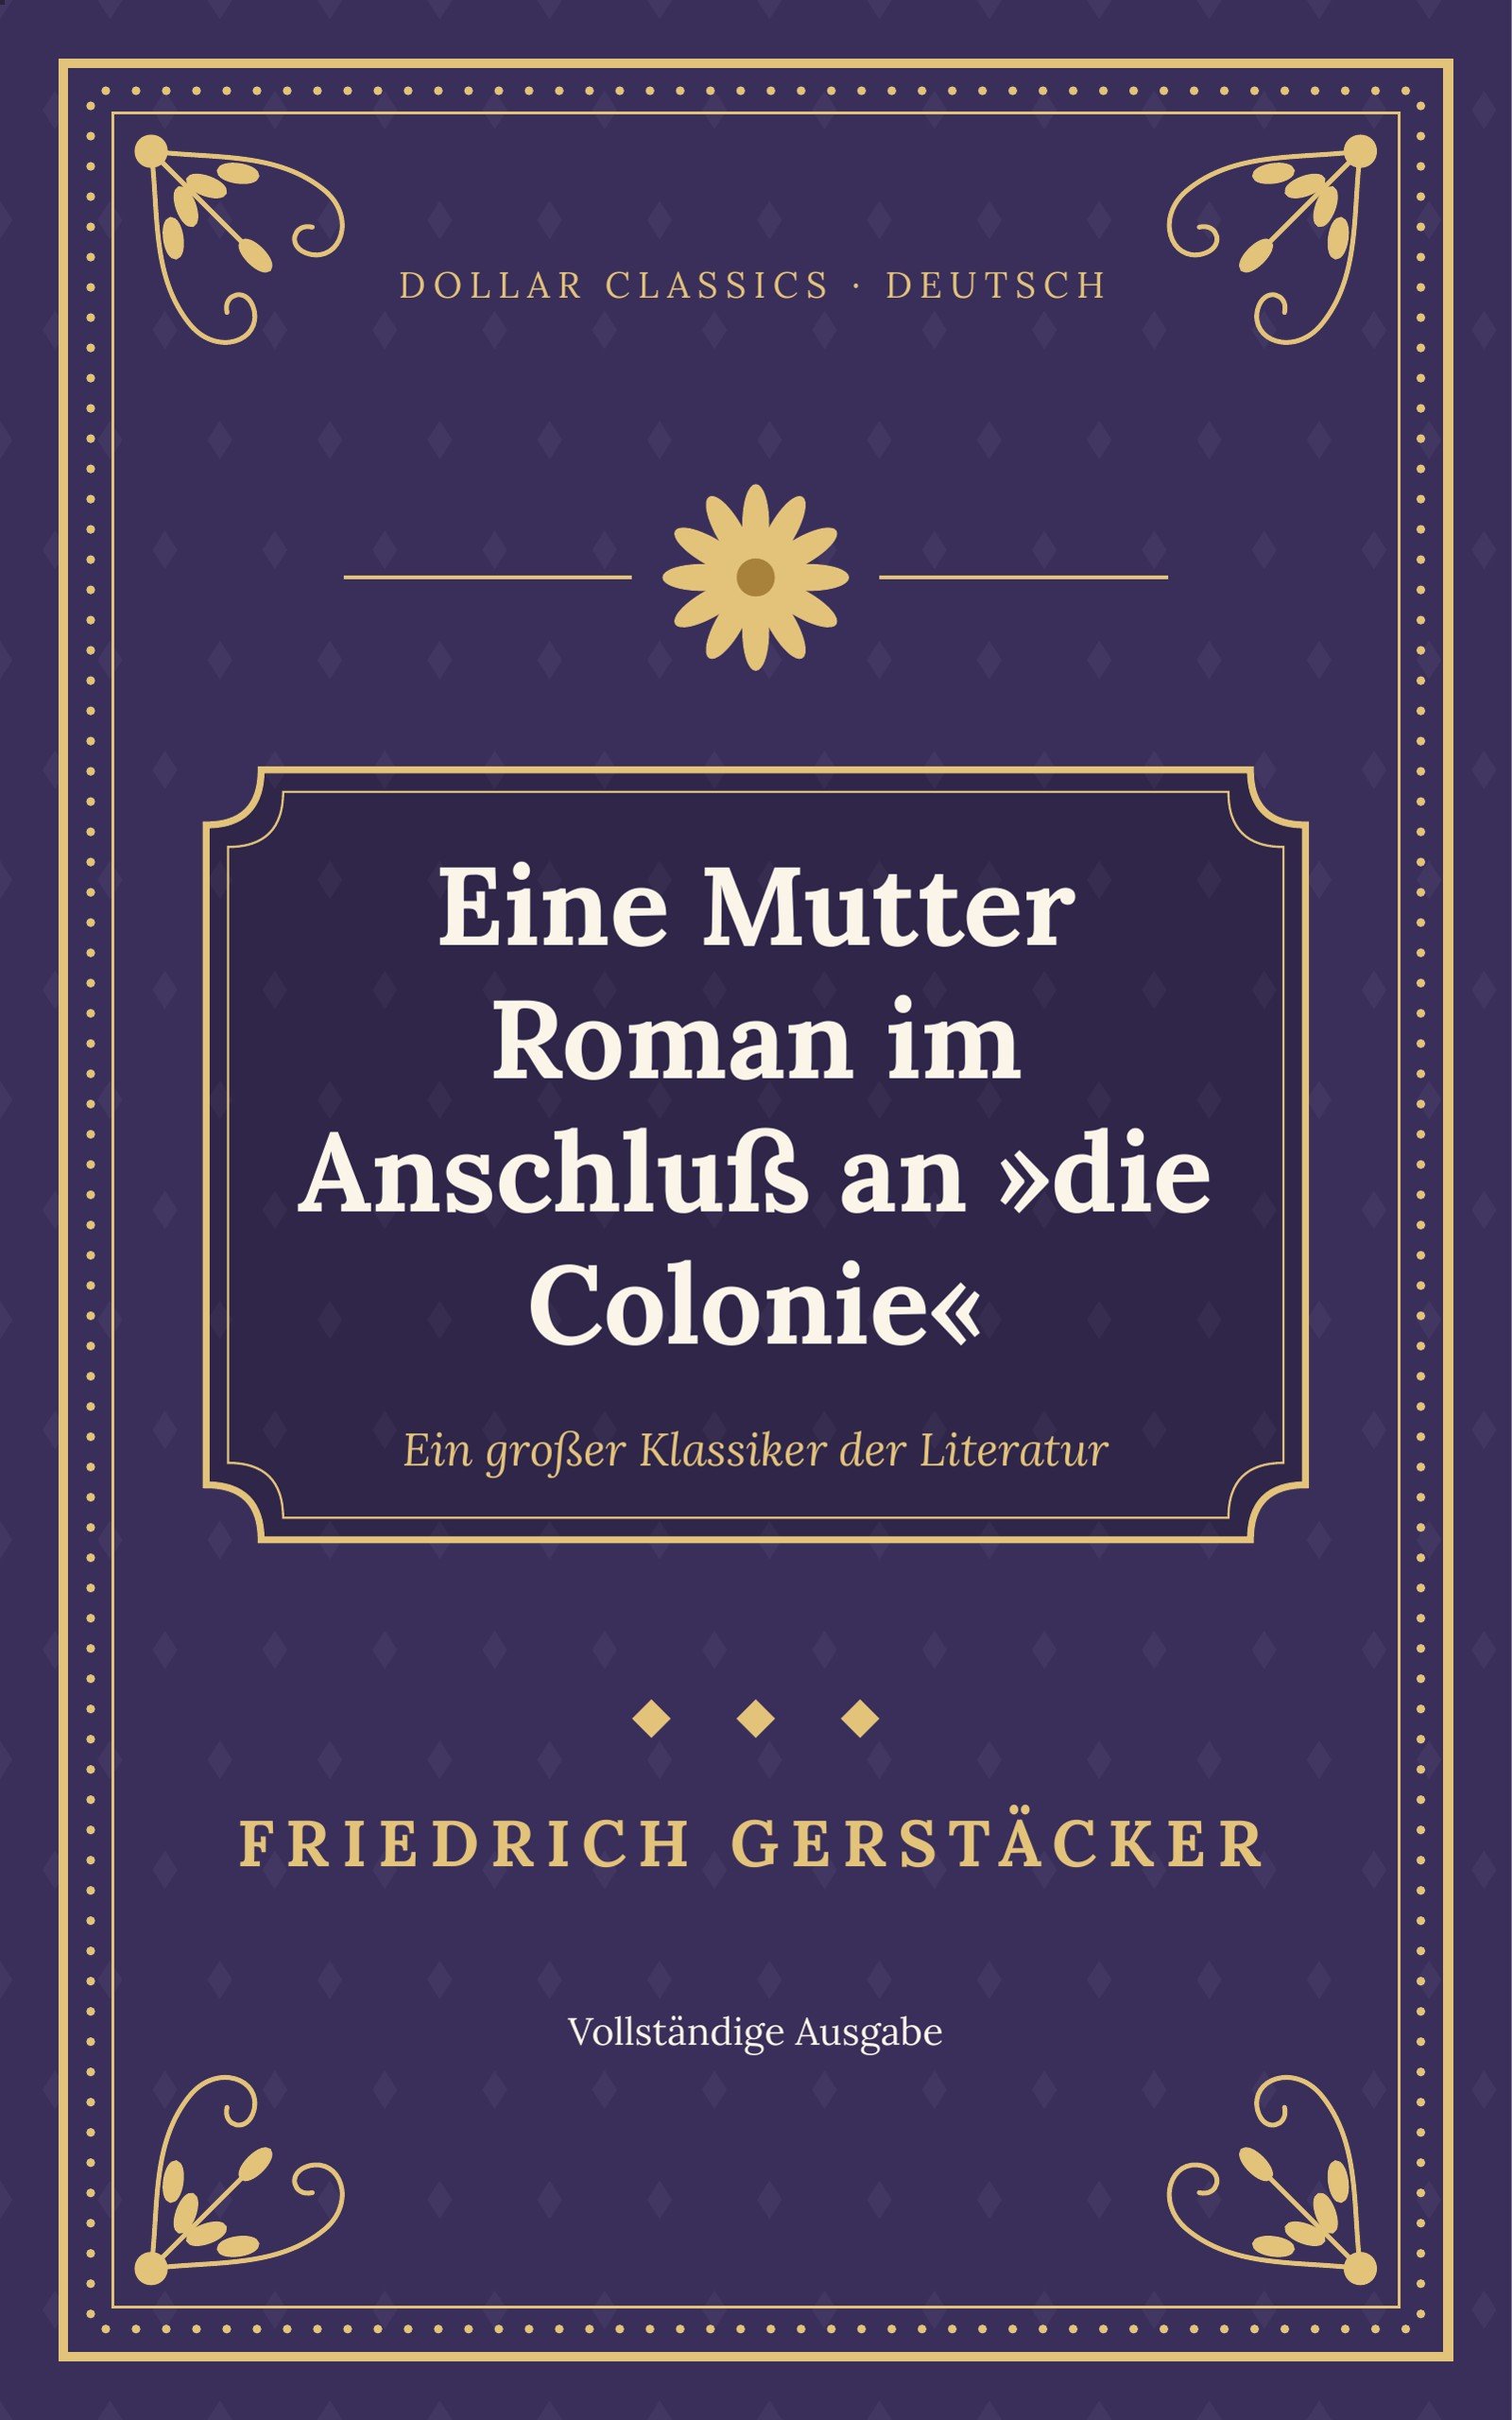 DOLLAR CLASSICS · DEUTSCH
Eine Mutter
Roman im
Anschluß an »die
Colonie«
Ein großer Klassiker der Literatur
FRIEDRICH GERSTÄCKER
Vollständige Ausgabe